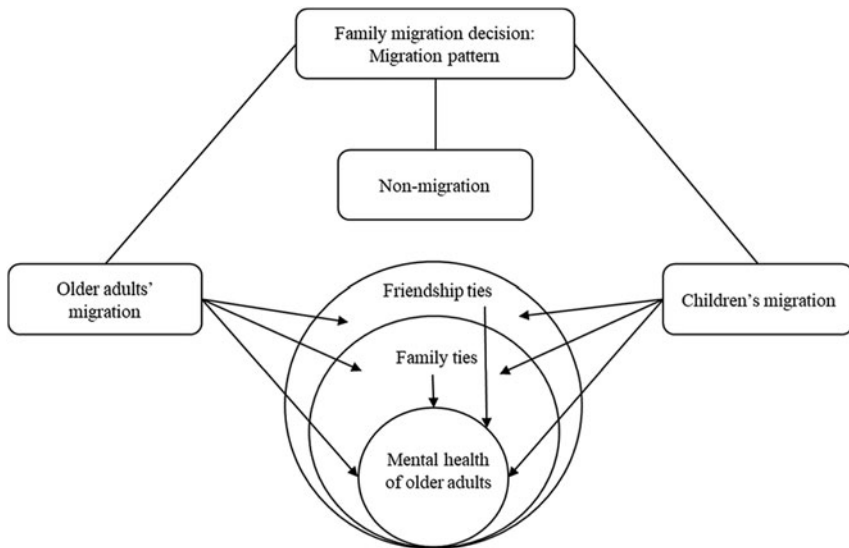 Family migration decision:
Migration pattern
Non-migration
Older adults’
migration
Friendship ties
Children’s migration
Family ties
Mental health
of older adults